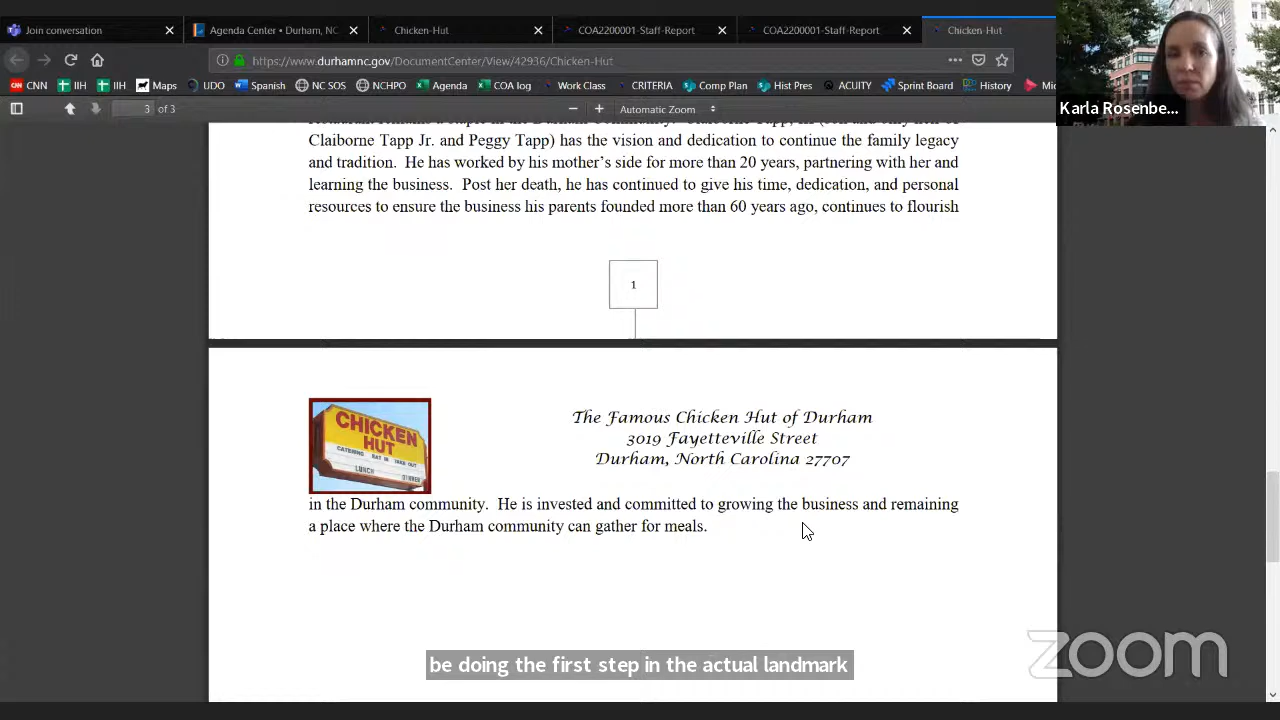 Join conversation
Agenda Center • Durham, NC
Chicken-Hut
COA2200001-Staff-Report
COA2200001-Staff-Report
Chicken-Hut
https://www.durhamnc.gov/DocumentCenter/View/42936/Chicken-Hut
CNN IIH IIH Maps UDO Spanish NC SOS NCHPO Agenda COA log CRITERIA Work Class Comp Plan Hist Pres ACUITY Sprint Board History Mic
3 of 3
Automatic Zoom
Karla Rosenbe...
Claiborne Tapp Jr. and Peggy Tapp) has the vision and dedication to continue the family legacy
and tradition. He has worked by his mother's side for more than 20 years, partnering with her and
learning the business. Post her death, he has continued to give his time, dedication, and personal
resources to ensure the business his parents founded more than 60 years ago, continues to flourish
1
CHICKEN
HUT
CATERING EAT IN TAKE OUT
LUNCH DINNER
The Famous Chicken Hut of Durham
3019 Fayetteville Street
Durham, North Carolina 27707
in the Durham community. He is invested and committed to growing the business and remaining
a place where the Durham community can gather for meals.
be doing the first step in the actual landmark
zoom